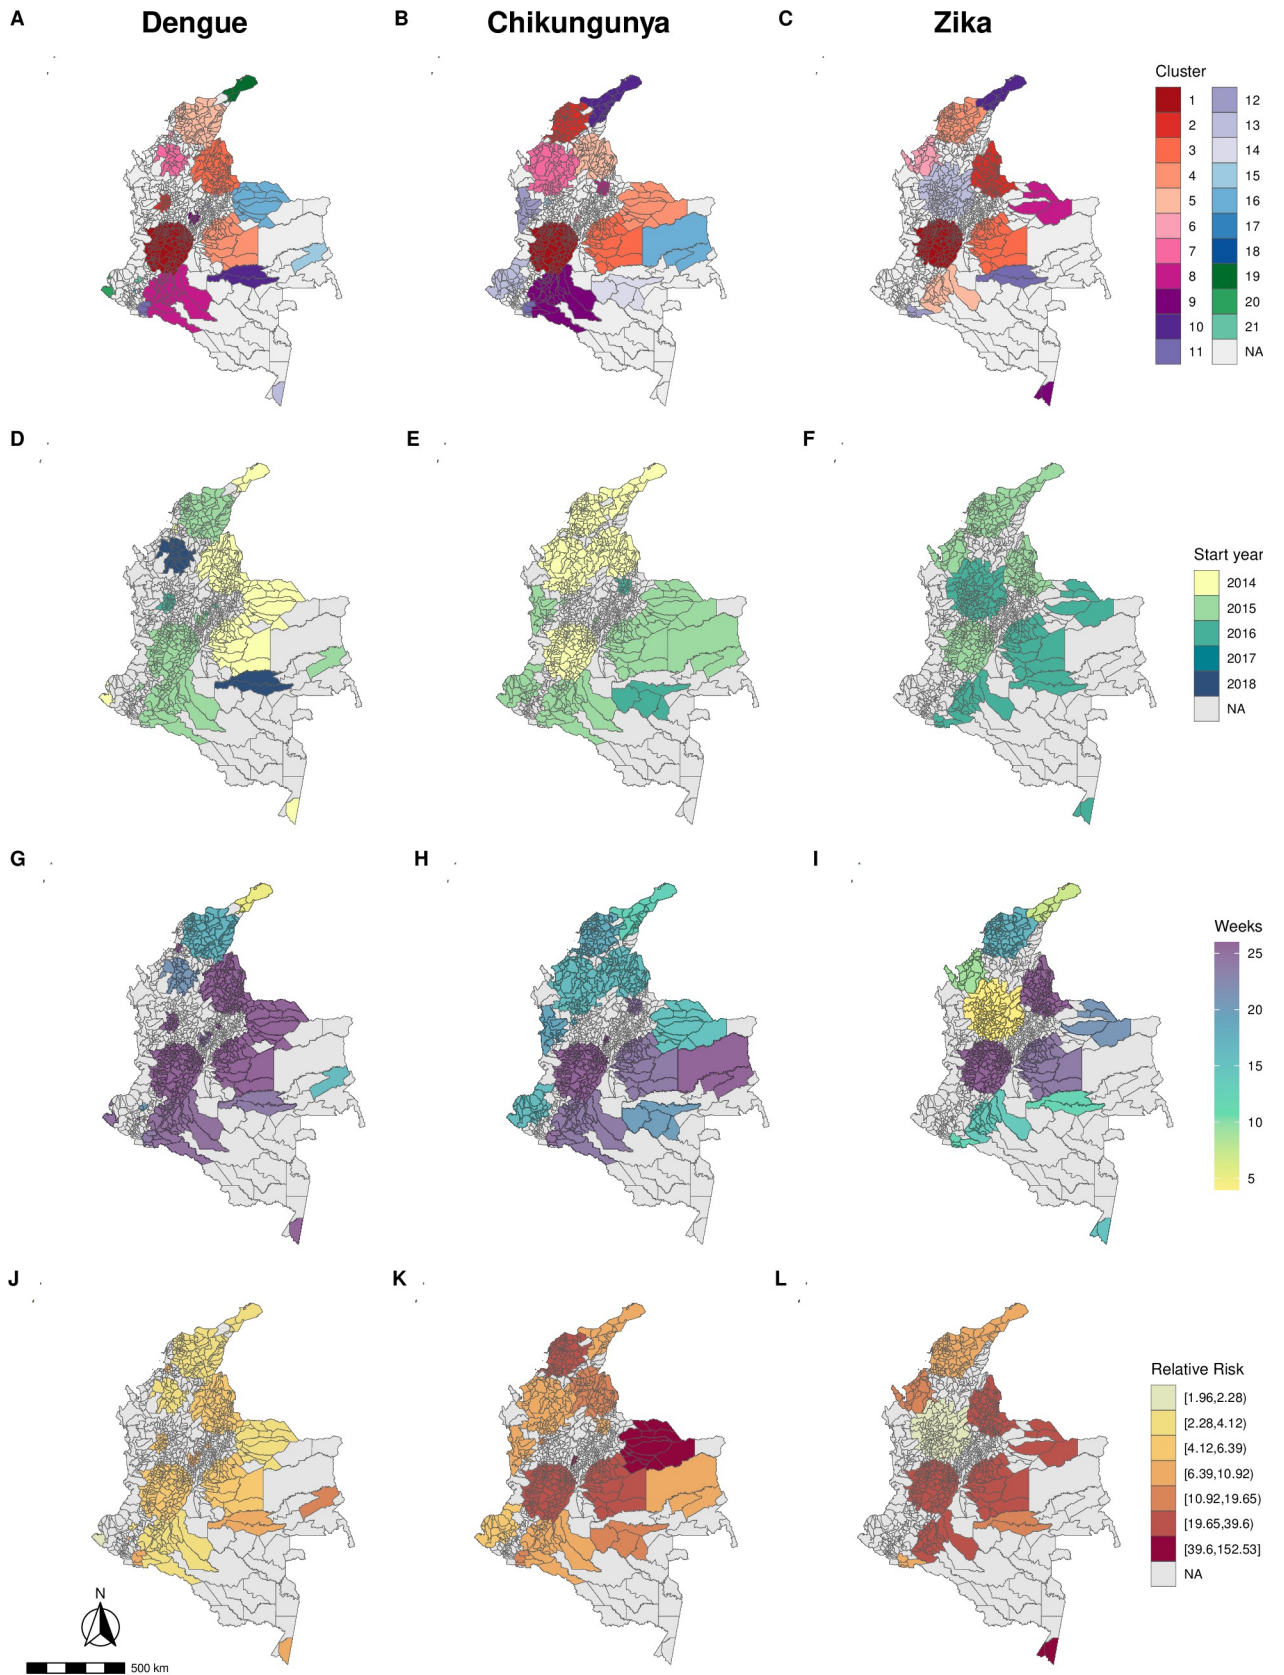 A Dengue B Chikungunya C Zika
Cluster
1 12
2 13
3 14
4 15
5 16
6 17
7 18
8 19
9 20
10 21
11 NA
D E F
Start year
2014
2015
2016
2017
2018
NA
G H I
Weeks
25
20
15
10
5
J K L
Relative Risk
[1.96,2.28)
[2.28,4.12)
[4.12,6.39)
[6.39,10.92)
[10.92,19.65)
[19.65,39.6)
[39.6,152.53]
NA
N
500 km